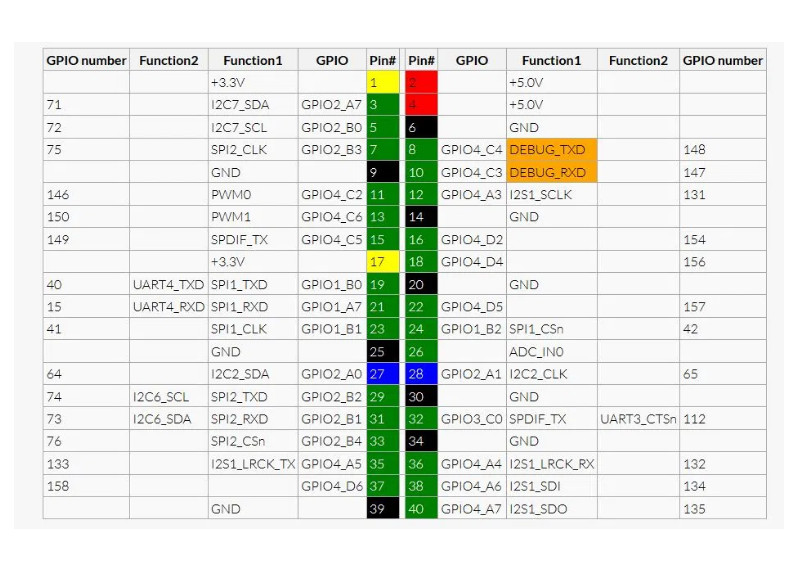 GPIO number Function2 Function1 GPIO Pin# Pin# GPIO Function1 Function2 GPIO number
+3.3V 1 2 +5.0V
71 I2C7_SDA GPIO2_A7 3 4 +5.0V
72 I2C7_SCL GPIO2_B0 5 6 GND
75 SPI2_CLK GPIO2_B3 7 8 GPIO4_C4 DEBUG_TXD 148
GND 9 10 GPIO4_C3 DEBUG_RXD 147
146 PWM0 GPIO4_C2 11 12 GPIO4_A3 I2S1_SCLK 131
150 PWM1 GPIO4_C6 13 14 GND
149 SPDIF_TX GPIO4_C5 15 16 GPIO4_D2 154
+3.3V 17 18 GPIO4_D4 156
40 UART4_TXD SPI1_TXD GPIO1_B0 19 20 GND
15 UART4_RXD SPI1_RXD GPIO1_A7 21 22 GPIO4_D5 157
41 SPI1_CLK GPIO1_B1 23 24 GPIO1_B2 SPI1_CSn 42
GND 25 26 ADC_IN0
64 I2C2_SDA GPIO2_A0 27 28 GPIO2_A1 I2C2_CLK 65
74 I2C6_SCL SPI2_TXD GPIO2_B2 29 30 GND
73 I2C6_SDA SPI2_RXD GPIO2_B1 31 32 GPIO3_C0 SPDIF_TX UART3_CTSn 112
76 SPI2_CSn GPIO2_B4 33 34 GND
133 I2S1_LRCK_TX GPIO4_A5 35 36 GPIO4_A4 I2S1_LRCK_RX 132
158 GPIO4_D6 37 38 GPIO4_A6 I2S1_SDI 134
GND 39 40 GPIO4_A7 I2S1_SDO 135